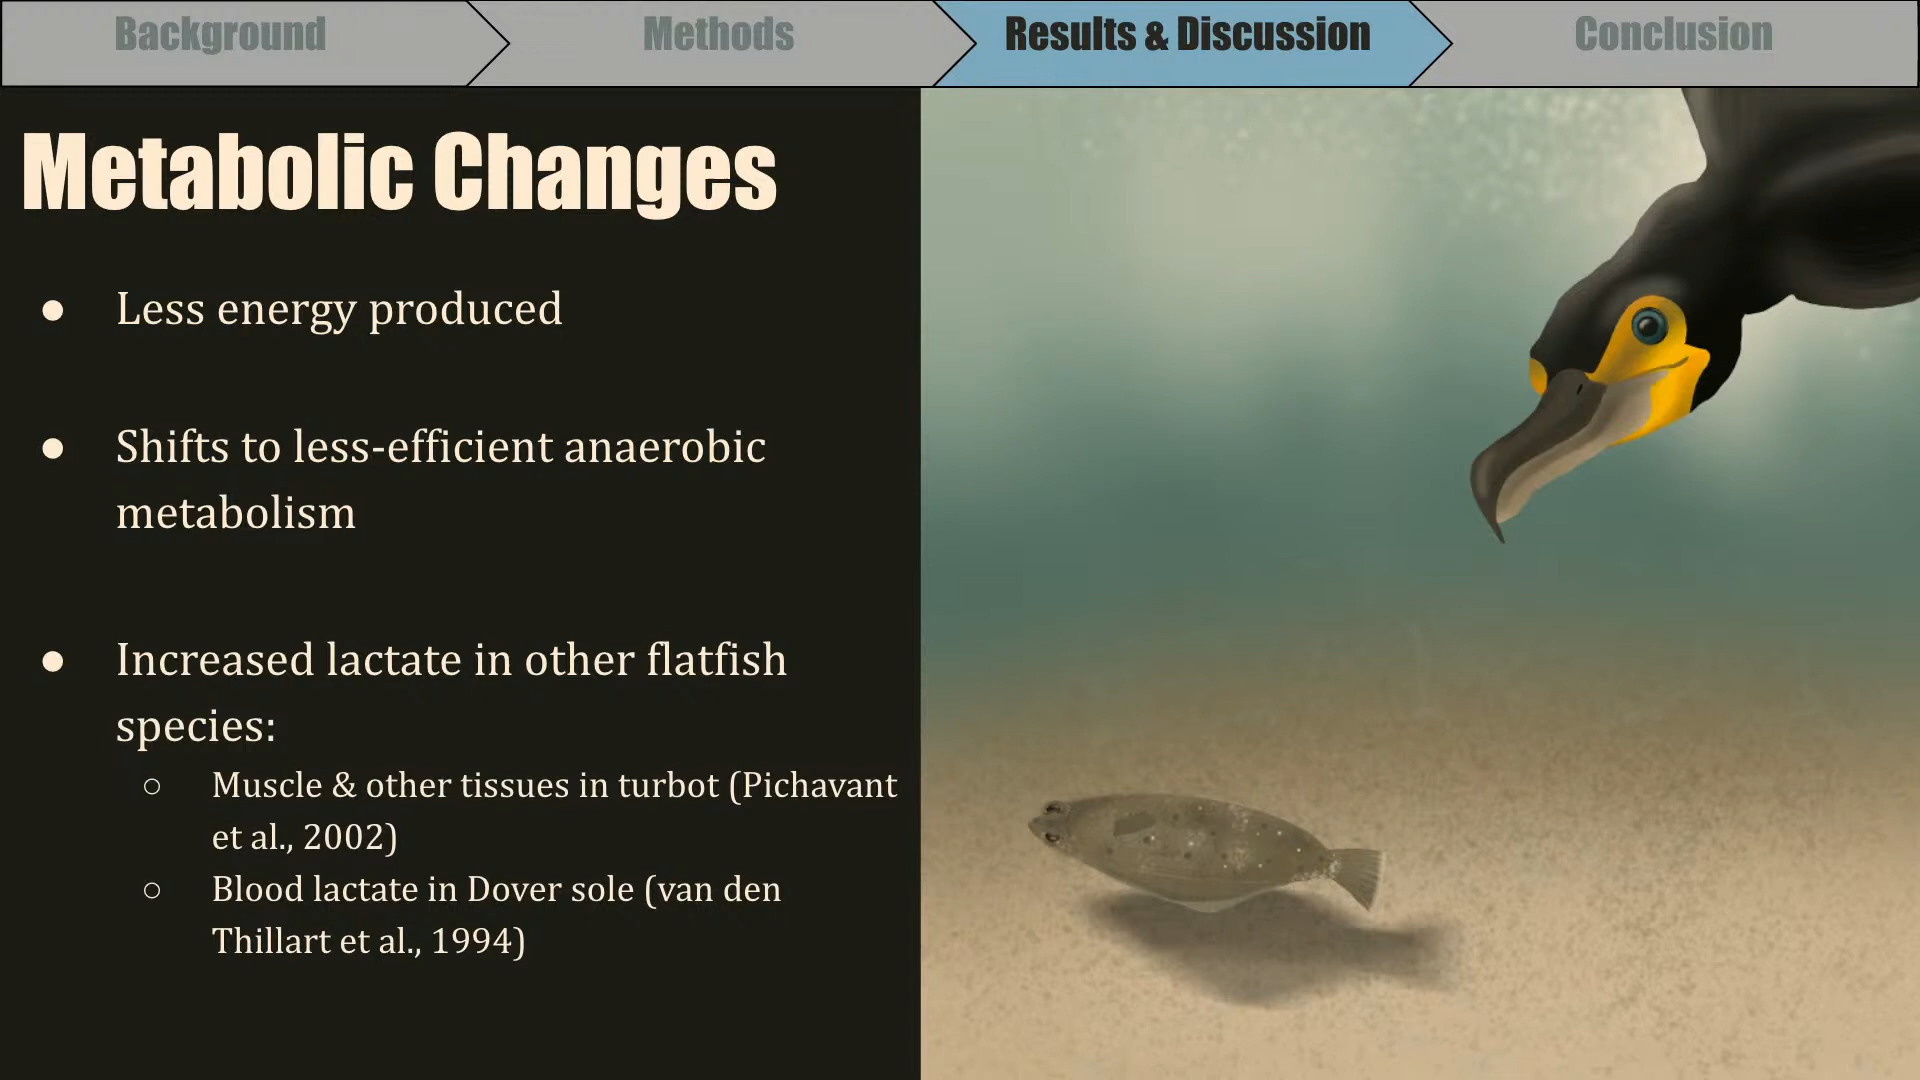 Background
Methods
Results & Discussion
Conclusion
Metabolic Changes
● Less energy produced
● Shifts to less-efficient anaerobic
metabolism
● Increased lactate in other flatfish
species:
○ Muscle & other tissues in turbot (Pichavant
et al., 2002)
○ Blood lactate in Dover sole (van den
Thillart et al., 1994)